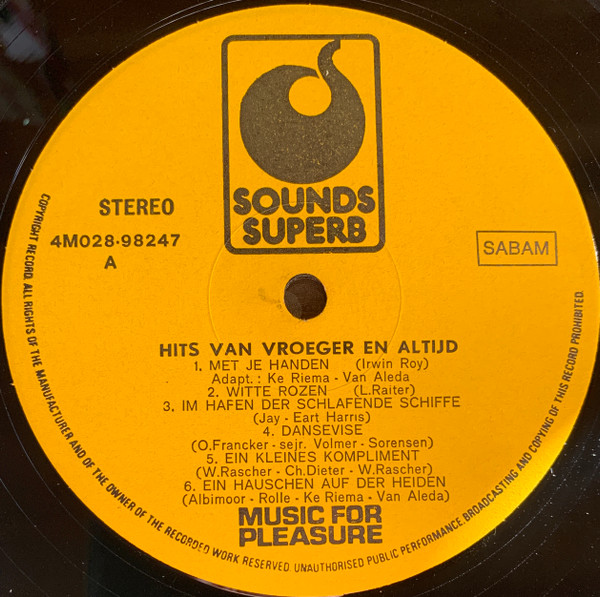 SOUNDS
SUPERB
STEREO
4M028-98247
A
SABAM
HITS VAN VROEGER EN ALTIJD
1. MET JE HANDEN (Irwin Roy)
Adapt.: Ke Riema - Van Aleda
2. WITTE ROZEN (L.Raiter)
3. IM HAFEN DER SCHLAFENDE SCHIFFE
(Jay - Eart Harris)
4. DANSEVISE
(O.Francker - sejr. Volmer - Sorensen)
5. EIN KLEINES KOMPLIMENT
(W.Rascher - Ch.Dieter - W.Rascher)
6. EIN HAUSCHEN AUF DER HEIDEN
(Albimoor - Rolle - Ke Riema - Van Aleda)
MUSIC FOR
PLEASURE
COPYRIGHT RECORD. ALL RIGHTS OF THE MANUFACTURER AND OF THE OWNER OF THE RECORDED WORK RESERVED. UNAUTHORISED PUBLIC PERFORMANCE, BROADCASTING AND COPYING OF THIS RECORD PROHIBITED.